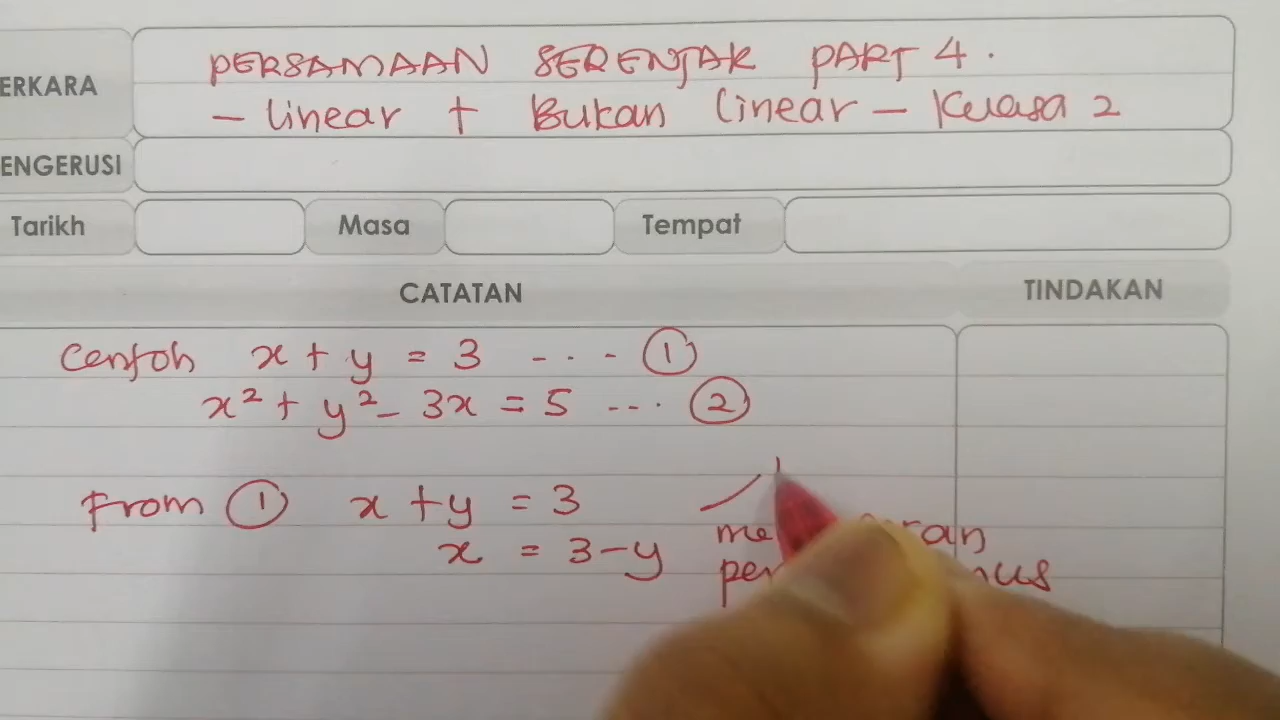 ERKARA
PERSAMAAN SERENTAK PART 4.
- linear + Bukan linear - Kuasa 2
ENGERUSI
Tarikh Masa Tempat
CATATAN TINDAKAN
Contoh x + y = 3 ---- ①
x² + y² - 3x = 5 ---- ②
From ① x + y = 3
x = 3 - y